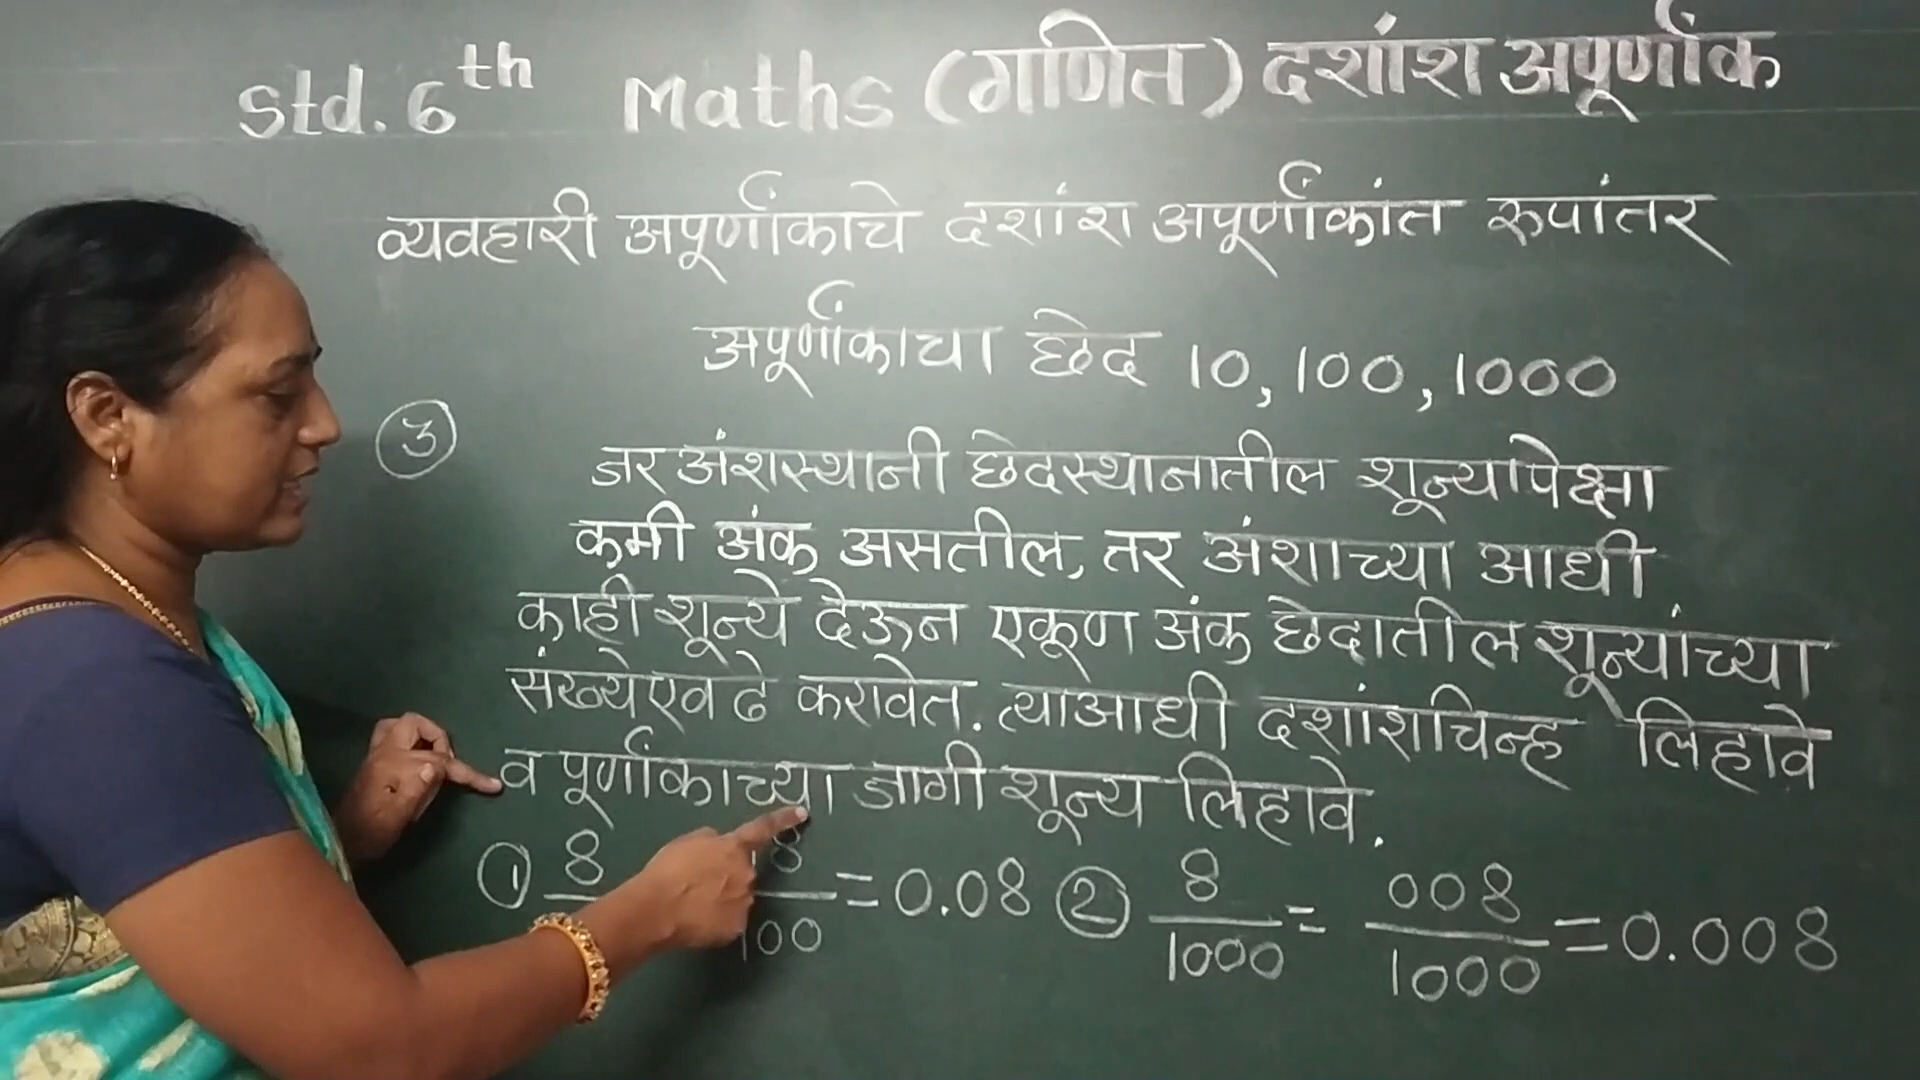 Std. 6th Maths (गणित) दशांश अपूर्णांक
व्यवहारी अपूर्णांकाचे दशांश अपूर्णांकांत रूपांतर
अपूर्णांकाचा छेद 10, 100, 1000
3
जर अंशस्थानी छेदस्थानातील शून्यापेक्षा
कमी अंक असतील, तर अंशाच्या आधी
काही शून्ये देऊन एकूण अंक छेदातील शून्यांच्या
संख्येएवढे करावेत. त्याआधी दशांशचिन्ह लिहावे
व पूर्णांकाच्या जागी शून्य लिहावे.
① 8/ 8/100 = 0.08 ② 8/1000 = 008/1000 = 0.008